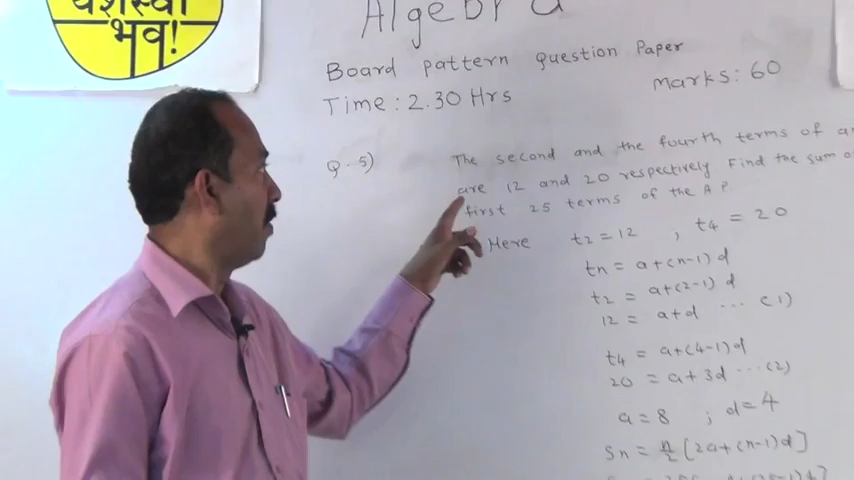 यशस्वी
भव!
Algebra
Board pattern Question Paper
Time: 2.30 Hrs
marks: 60
Q.5) The second and the fourth terms of an
are 12 and 20 respectively Find the sum of
first 25 terms of the A P
Here t2 = 12 , t4 = 20
tn = a+(n-1)d
t2 = a+(2-1)d
12 = a+d ... (1)
t4 = a+(4-1)d
20 = a+3d ...(2)
a=8 ; d=4
Sn = n/2 [2a+(n-1)d]